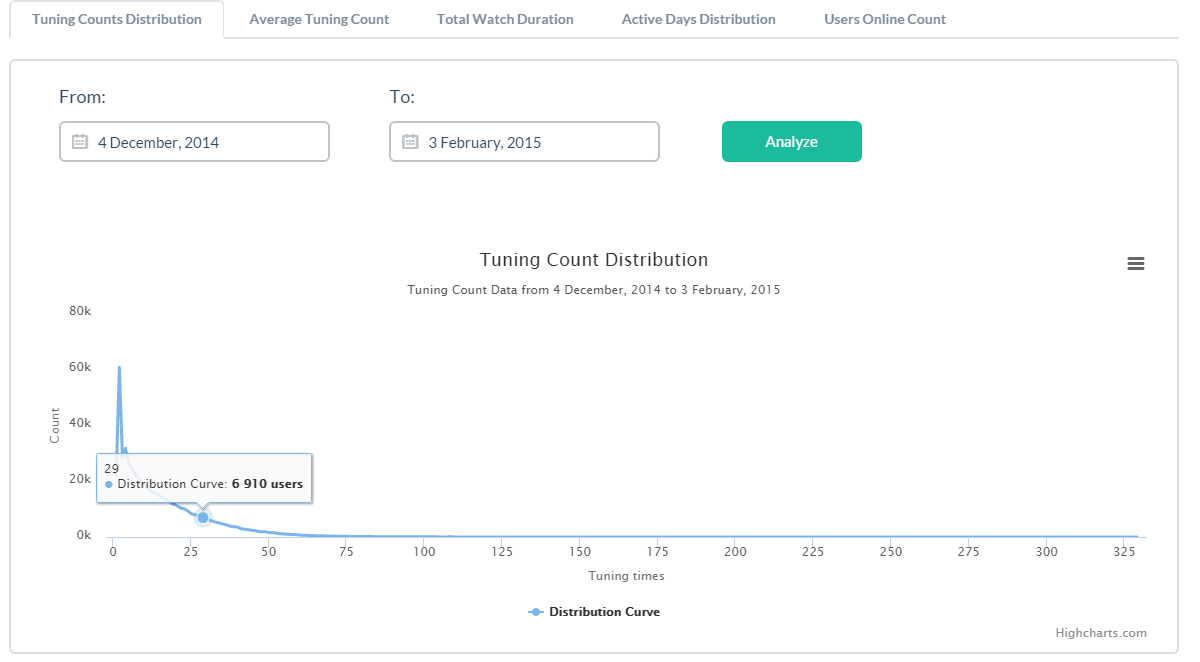 Tuning Counts Distribution Average Tuning Count Total Watch Duration Active Days Distribution Users Online Count
From: To:
4 December, 2014 3 February, 2015 Analyze
Tuning Count Distribution
Tuning Count Data from 4 December, 2014 to 3 February, 2015
80k
60k
40k
20k
0k
Count
29
Distribution Curve: 6 910 users
0 25 50 75 100 125 150 175 200 225 250 275 300 325
Tuning times
Distribution Curve
Highcharts.com